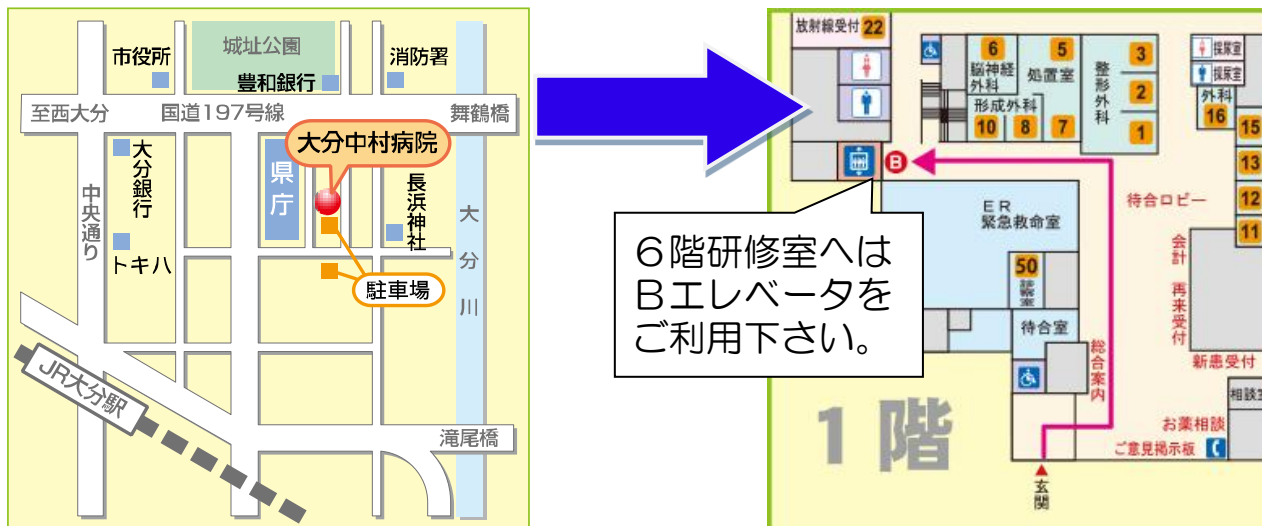 城址公園
市役所
消防署
豊和銀行
至西大分
国道197号線
舞鶴橋
大分中村病院
大分銀行
県庁
長浜神社
中央通り
大分川
トキハ
駐車場
JR大分駅
滝尾橋
放射線受付 22
6
脳神経
外科
5
処置室
形成外科
10
8
7
整形外科
3
2
1
採尿室
採尿室
外科
16
15
13
12
11
B
待合ロビー
ER
緊急救命室
50
診察室
待合室
会計
再来受付
新患受付
総合案内
相談室
お薬相談
ご意見掲示板
玄関
1階
6階研修室へは
Bエレベータを
ご利用下さい。